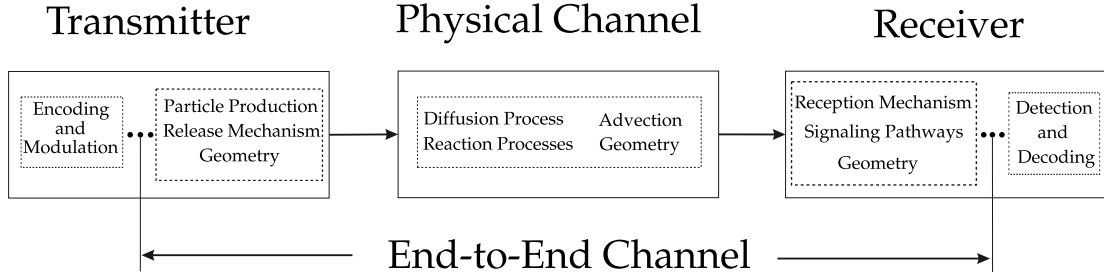 Transmitter
Physical Channel
Receiver
Encoding
and
Modulation
Particle Production
Release Mechanism
Geometry
Diffusion Process
Reaction Processes
Advection
Geometry
Reception Mechanism
Signaling Pathways
Geometry
Detection
and
Decoding
End-to-End Channel